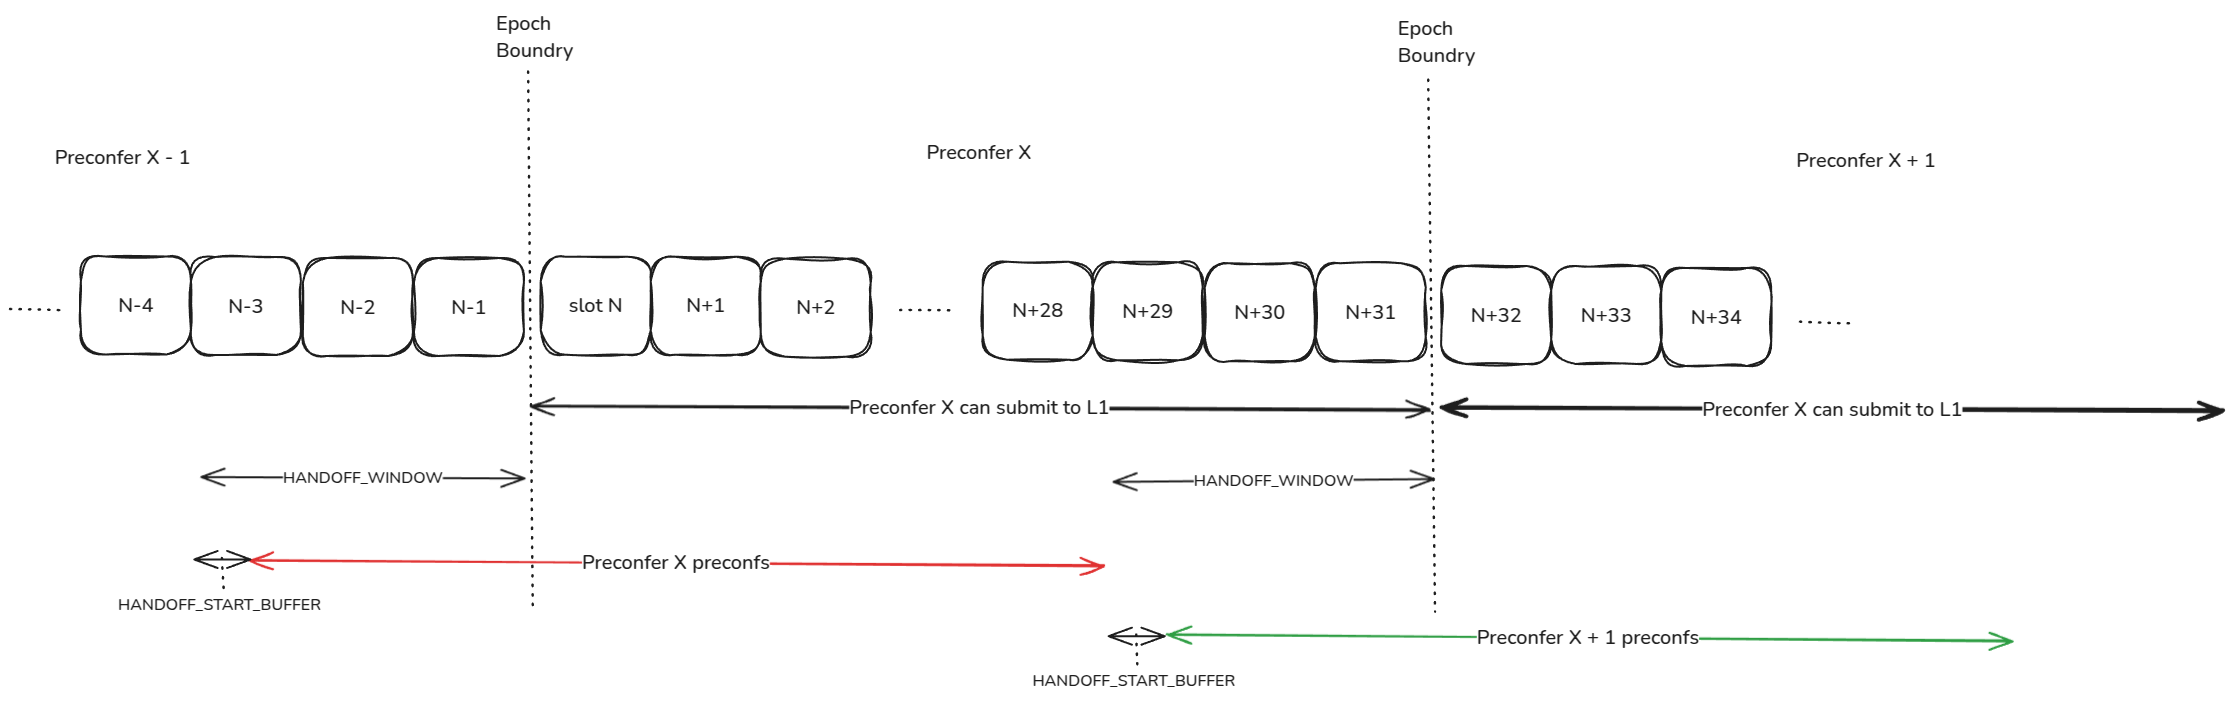 Epoch
Boundry
Epoch
Boundry
Preconfer X - 1
Preconfer X
Preconfer X + 1
......
N-4
N-3
N-2
N-1
slot N
N+1
N+2
......
N+28
N+29
N+30
N+31
N+32
N+33
N+34
......
Preconfer X can submit to L1
Preconfer X can submit to L1
HANDOFF_WINDOW
HANDOFF_WINDOW
Preconfer X preconfs
HANDOFF_START_BUFFER
Preconfer X + 1 preconfs
HANDOFF_START_BUFFER